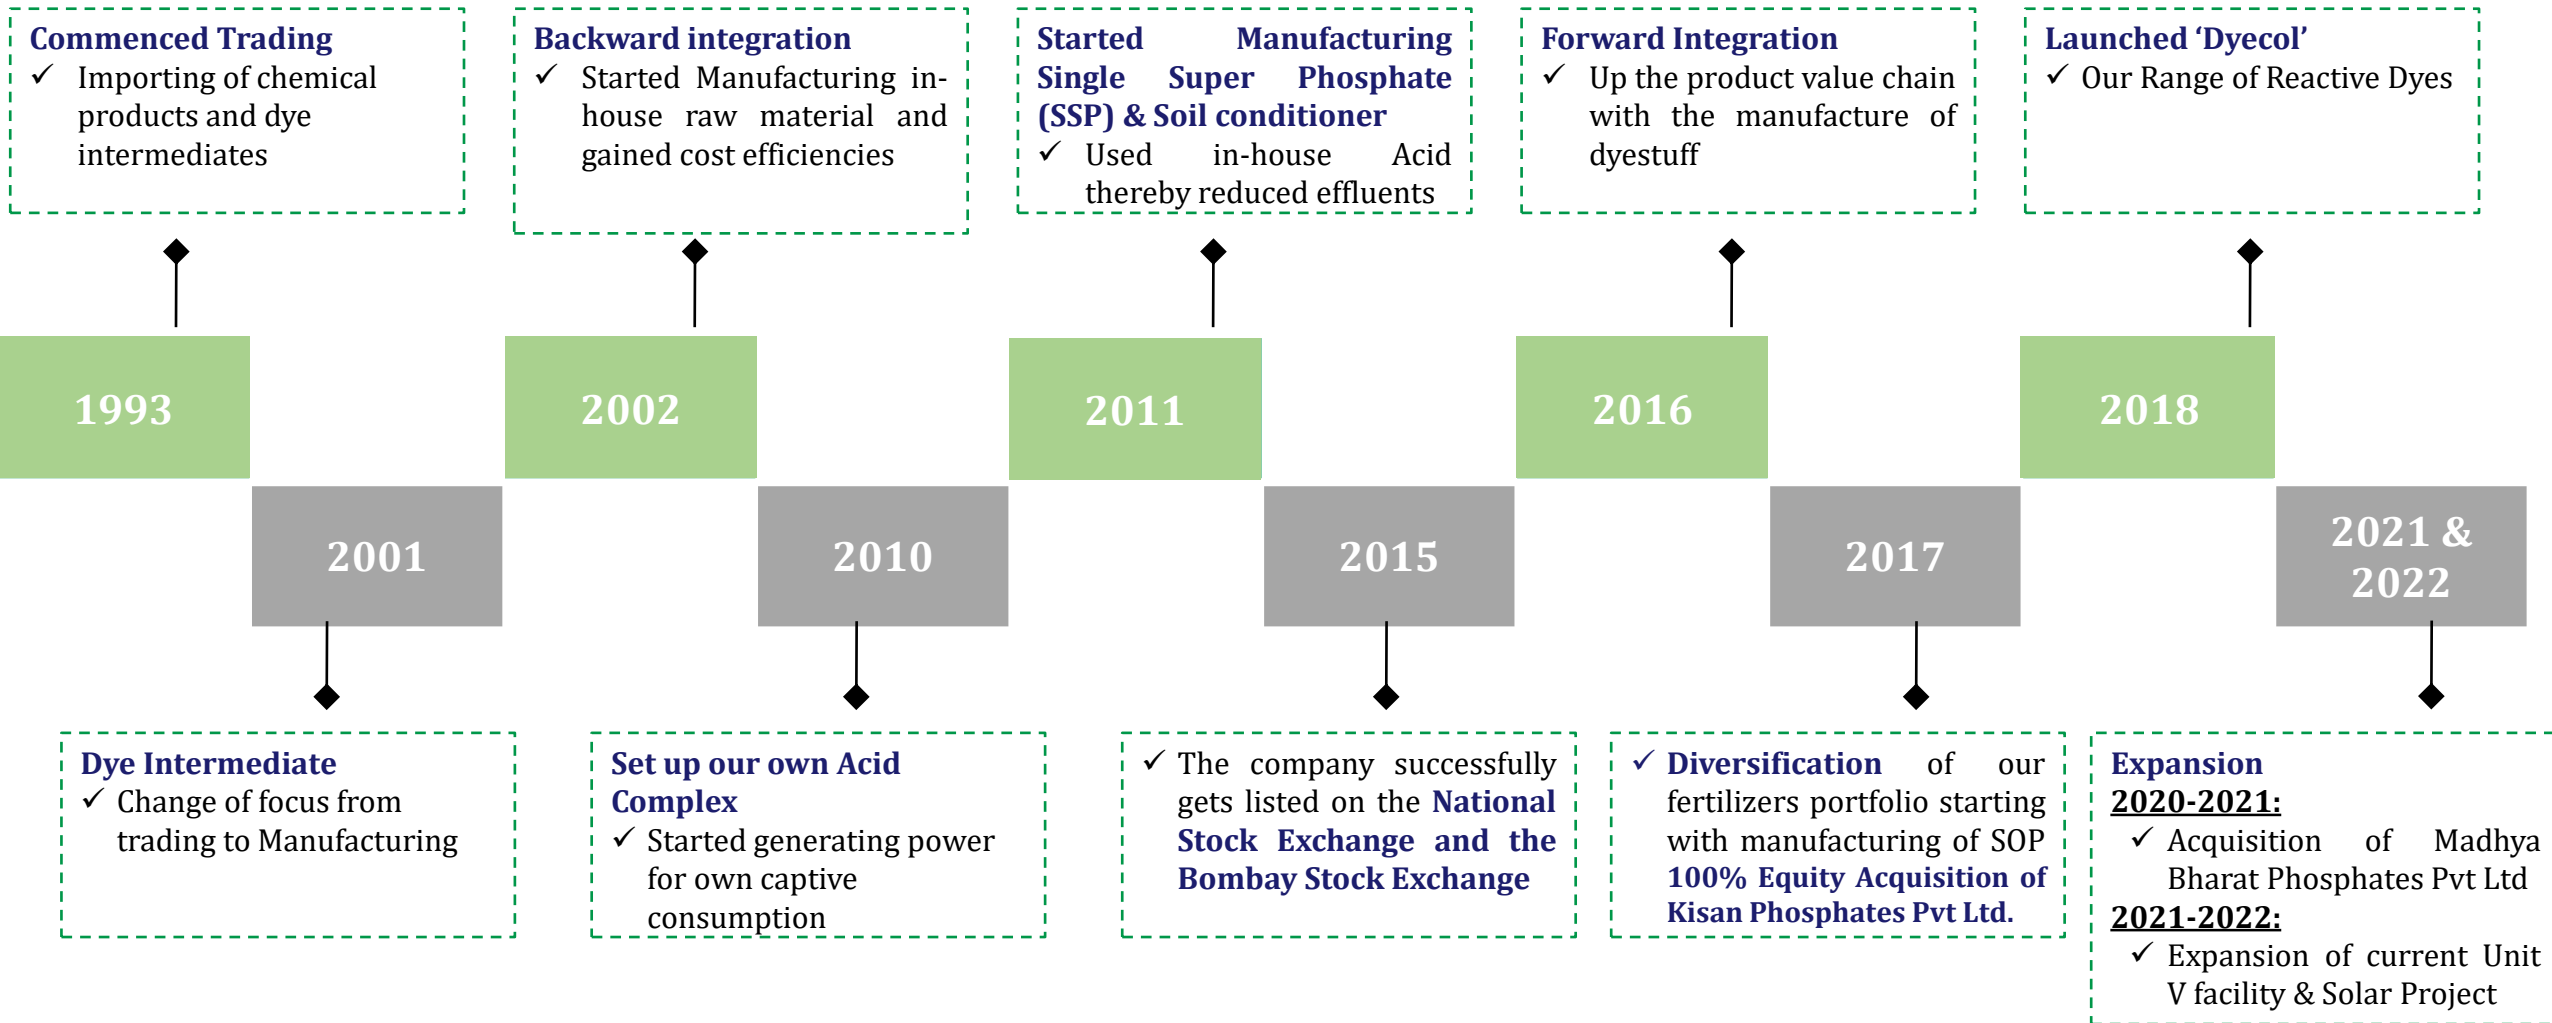 Commenced Trading
✓ Importing of chemical
products and dye
intermediates
Backward integration
✓ Started Manufacturing in-
house raw material and
gained cost efficiencies
Started Manufacturing
Single Super Phosphate
(SSP) & Soil conditioner
✓ Used in-house Acid
thereby reduced effluents
Forward Integration
✓ Up the product value chain
with the manufacture of
dyestuff
Launched ‘Dyecol’
✓ Our Range of Reactive Dyes
1993
2002
2011
2016
2018
2001
2010
2015
2017
2021 &
2022
Dye Intermediate
✓ Change of focus from
trading to Manufacturing
Set up our own Acid
Complex
✓ Started generating power
for own captive
consumption
✓ The company successfully
gets listed on the National
Stock Exchange and the
Bombay Stock Exchange
✓ Diversification of our
fertilizers portfolio starting
with manufacturing of SOP
100% Equity Acquisition of
Kisan Phosphates Pvt Ltd.
Expansion
2020-2021:
✓ Acquisition of Madhya
Bharat Phosphates Pvt Ltd
2021-2022:
✓ Expansion of current Unit
V facility & Solar Project